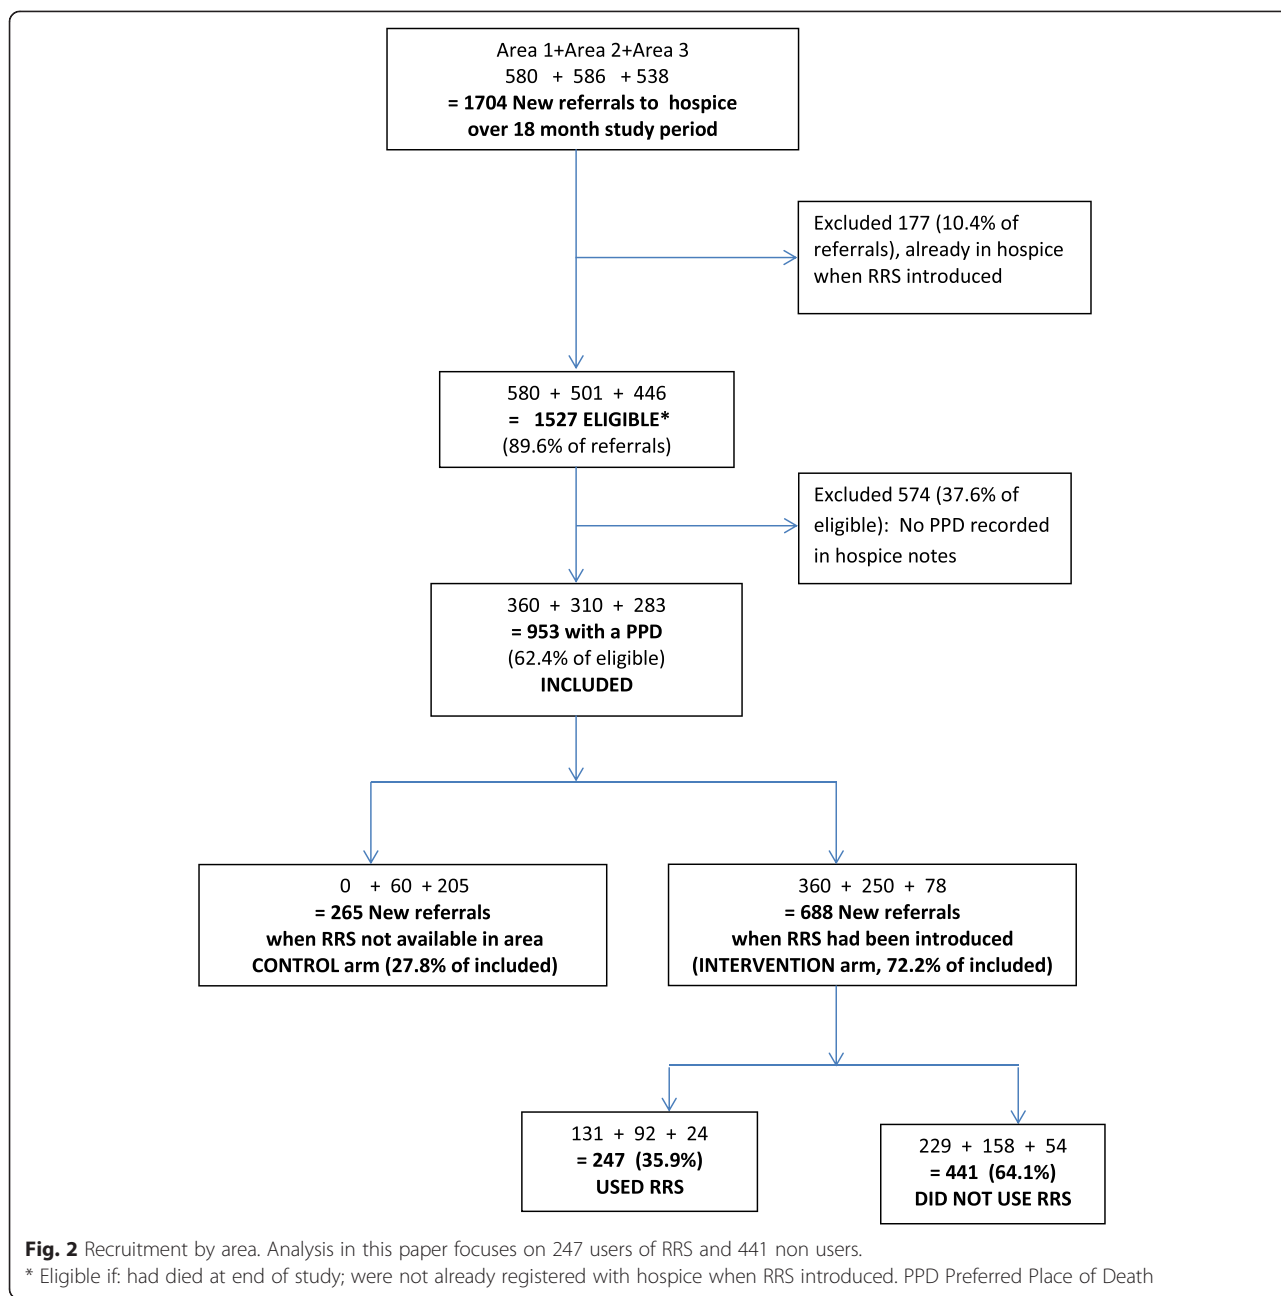 Area 1+Area 2+Area 3
580 + 586 + 538
= 1704 New referrals to hospice
over 18 month study period
Excluded 177 (10.4% of
referrals), already in hospice
when RRS introduced
580 + 501 + 446
= 1527 ELIGIBLE*
(89.6% of referrals)
Excluded 574 (37.6% of
eligible): No PPD recorded
in hospice notes
360 + 310 + 283
= 953 with a PPD
(62.4% of eligible)
INCLUDED
0 + 60 + 205
= 265 New referrals
when RRS not available in area
CONTROL arm (27.8% of included)
360 + 250 + 78
= 688 New referrals
when RRS had been introduced
(INTERVENTION arm, 72.2% of included)
131 + 92 + 24
= 247 (35.9%)
USED RRS
229 + 158 + 54
= 441 (64.1%)
DID NOT USE RRS
Fig. 2 Recruitment by area. Analysis in this paper focuses on 247 users of RRS and 441 non users.
* Eligible if: had died at end of study; were not already registered with hospice when RRS introduced. PPD Preferred Place of Death